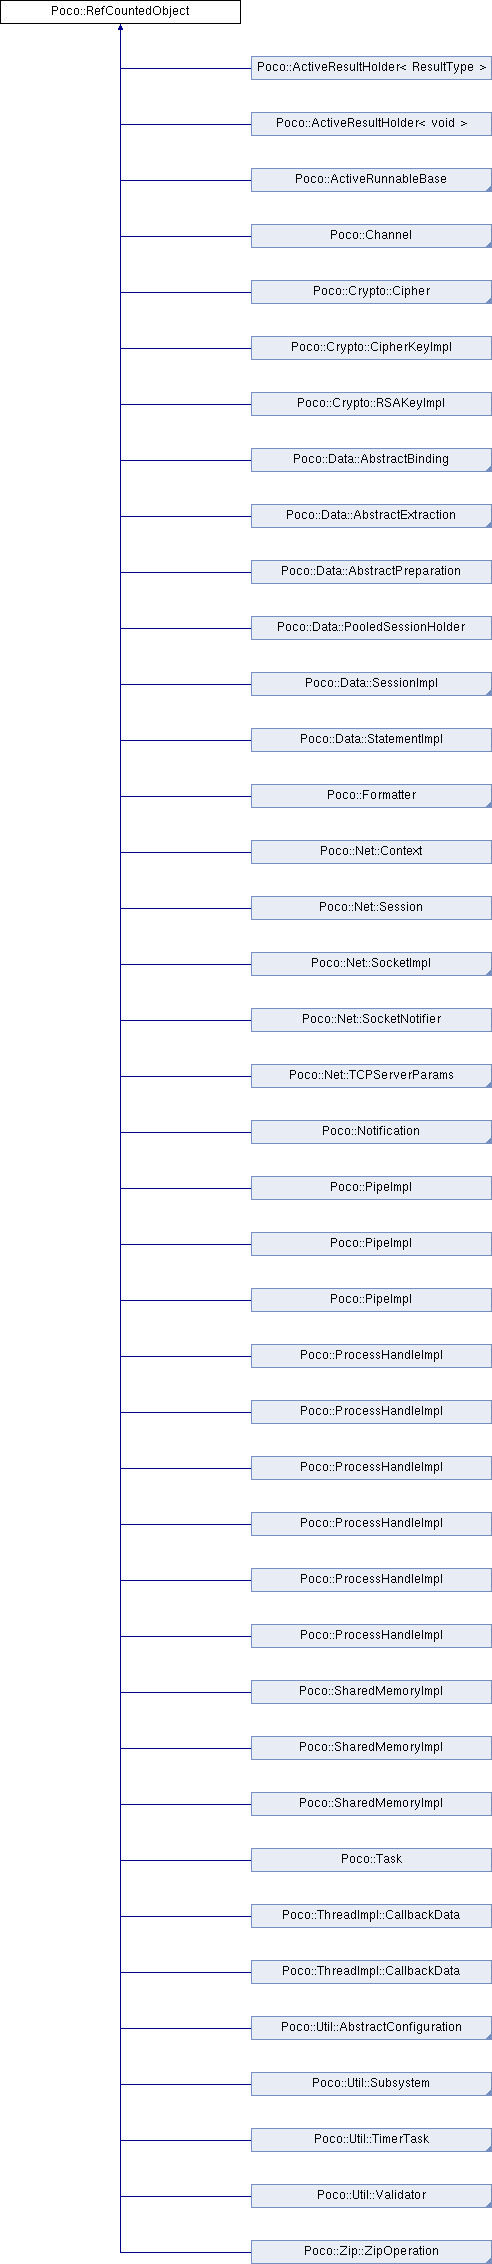 Poco::RefCountedObject
Poco::ActiveResultHolder< ResultType >
Poco::ActiveResultHolder< void >
Poco::ActiveRunnableBase
Poco::Channel
Poco::Crypto::Cipher
Poco::Crypto::CipherKeyImpl
Poco::Crypto::RSAKeyImpl
Poco::Data::AbstractBinding
Poco::Data::AbstractExtraction
Poco::Data::AbstractPreparation
Poco::Data::PooledSessionHolder
Poco::Data::SessionImpl
Poco::Data::StatementImpl
Poco::Formatter
Poco::Net::Context
Poco::Net::Session
Poco::Net::SocketImpl
Poco::Net::SocketNotifier
Poco::Net::TCPServerParams
Poco::Notification
Poco::PipeImpl
Poco::PipeImpl
Poco::PipeImpl
Poco::ProcessHandleImpl
Poco::ProcessHandleImpl
Poco::ProcessHandleImpl
Poco::ProcessHandleImpl
Poco::ProcessHandleImpl
Poco::ProcessHandleImpl
Poco::SharedMemoryImpl
Poco::SharedMemoryImpl
Poco::SharedMemoryImpl
Poco::Task
Poco::ThreadImpl::CallbackData
Poco::ThreadImpl::CallbackData
Poco::Util::AbstractConfiguration
Poco::Util::Subsystem
Poco::Util::TimerTask
Poco::Util::Validator
Poco::Zip::ZipOperation